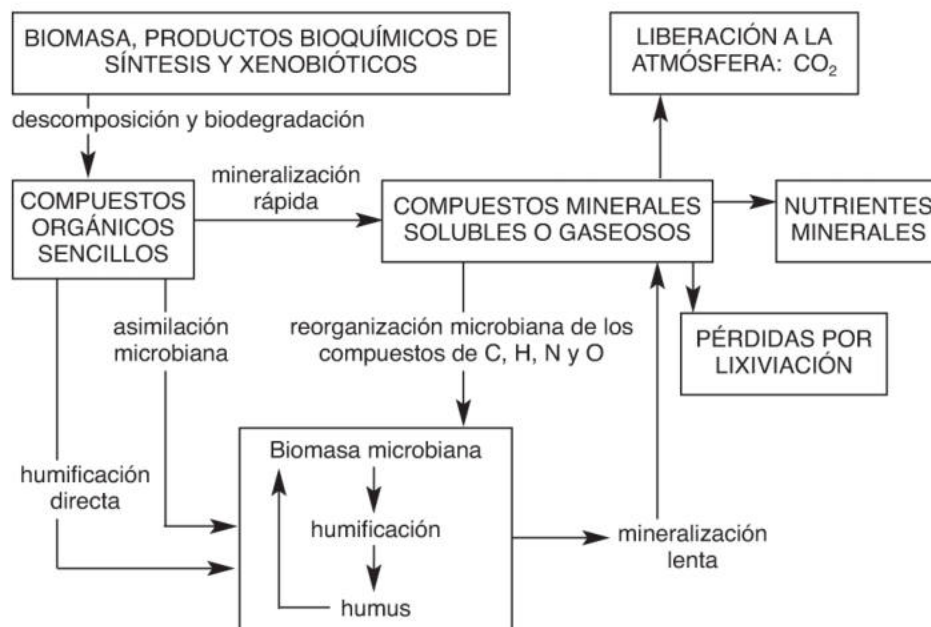 BIOMASA, PRODUCTOS BIOQUÍMICOS DE
SÍNTESIS Y XENOBIÓTICOS
LIBERACIÓN A LA
ATMÓSFERA: CO₂
descomposición y biodegradación
COMPUESTOS
ORGÁNICOS
SENCILLOS
mineralización
rápida
COMPUESTOS MINERALES
SOLUBLES O GASEOSOS
NUTRIENTES
MINERALES
asimilación
microbiana
reorganización microbiana de los
compuestos de C, H, N y O
PÉRDIDAS POR
LIXIVIACIÓN
humificación
directa
Biomasa microbiana
humificación
humus
mineralización
lenta